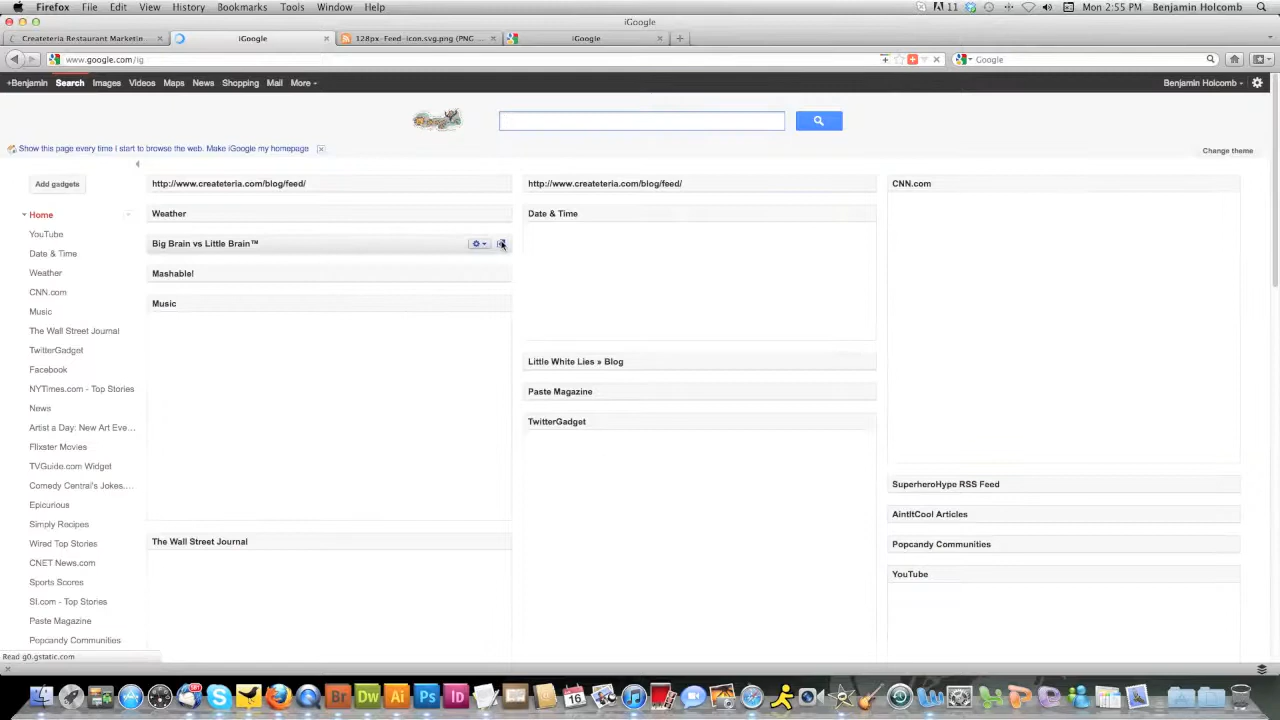 Firefox File Edit View History Bookmarks Tools Window Help
11 Mon 2:55 PM Benjamin Holcomb
iGoogle
Createteria Restaurant Marketin iGoogle 128px-Feed-icon.svg.png (PNG ... iGoogle
www.google.com/ig
Google
+Benjamin Search Images Videos Maps News Shopping Mail More
Benjamin Holcomb
Show this page every time I start to browse the web. Make iGoogle my homepage
Change theme
Add gadgets
Home
YouTube
Date & Time
Weather
CNN.com
Music
The Wall Street Journal
TwitterGadget
Facebook
NYTimes.com - Top Stories
News
Artist a Day: New Art Eve...
Flixster Movies
TVGuide.com Widget
Comedy Central's Jokes....
Epicurious
Simply Recipes
Wired Top Stories
CNET News.com
Sports Scores
SI.com - Top Stories
Paste Magazine
Popcandy Communities
http://www.createteria.com/blog/feed/
Weather
Big Brain vs Little Brain™
Mashable!
Music
The Wall Street Journal
http://www.createteria.com/blog/feed/
Date & Time
Little White Lies » Blog
Paste Magazine
TwitterGadget
CNN.com
SuperheroHype RSS Feed
AintItCool Articles
Popcandy Communities
YouTube
Read g0.gstatic.com
Br Dw Ai Ps Id
16